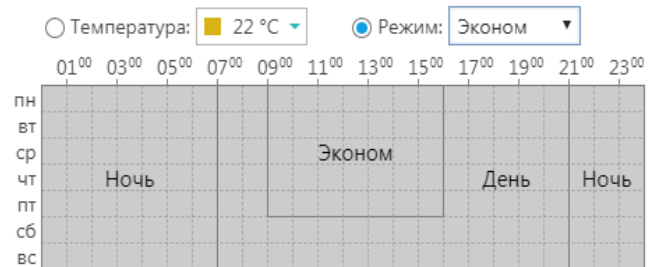 Температура: 22 °C Режим: Эконом
01⁰⁰ 03⁰⁰ 05⁰⁰ 07⁰⁰ 09⁰⁰ 11⁰⁰ 13⁰⁰ 15⁰⁰ 17⁰⁰ 19⁰⁰ 21⁰⁰ 23⁰⁰
пн
вт
ср Эконом
чт Ночь День Ночь
пт
сб
вс